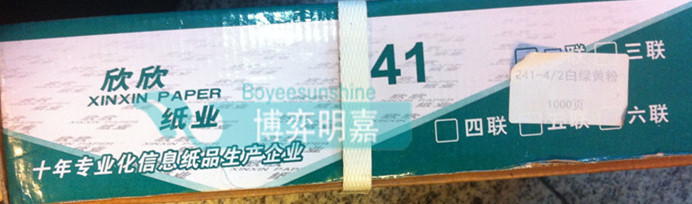 欣欣
XINXIN PAPER
纸业
十年专业化信息纸品生产企业
41
Boyeesunshine
博弈明嘉
二联 三联
241-4/2白绿黄粉
1000页
四联 五联 六联